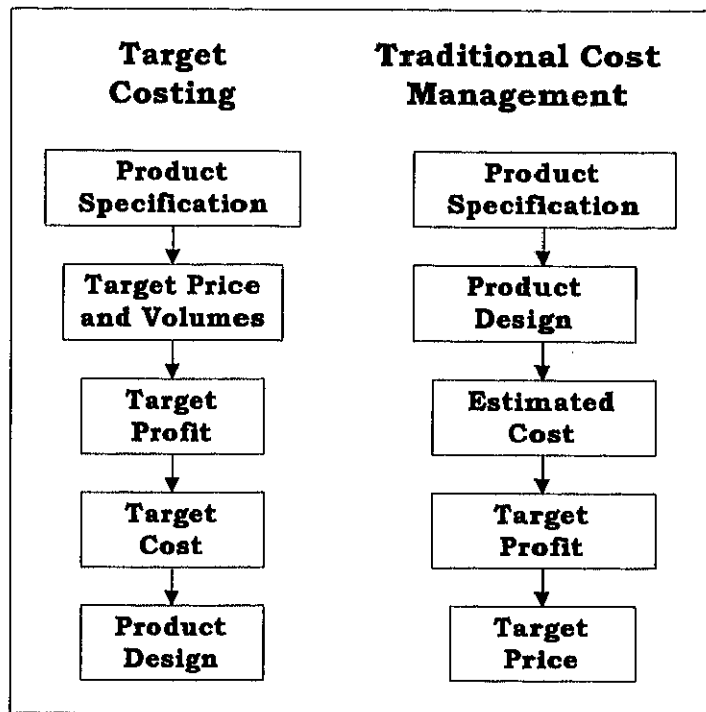 Target
Costing
Product
Specification
Target Price
and Volumes
Target
Profit
Target
Cost
Product
Design
Traditional Cost
Management
Product
Specification
Product
Design
Estimated
Cost
Target
Profit
Target
Price